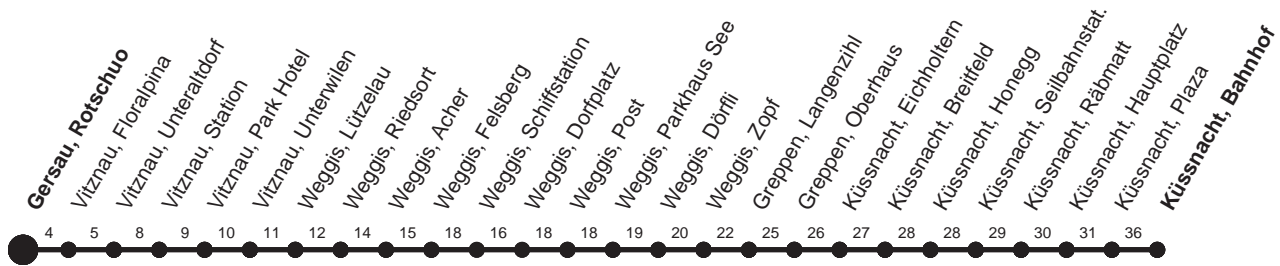 Gersau, Rotschuo
Vitznau, Floralpina
Vitznau, Unteraltdorf
Vitznau, Station
Vitznau, Park Hotel
Vitznau, Unterwilen
Weggis, Lützelau
Weggis, Riedsort
Weggis, Acher
Weggis, Felsberg
Weggis, Schiffstation
Weggis, Dorfplatz
Weggis, Post
Weggis, Parkhaus See
Weggis, Dörfli
Weggis, Zopf
Greppen, Langenzihl
Greppen, Oberhaus
Küssnacht, Eichholtern
Küssnacht, Breitfeld
Küssnacht, Honegg
Küssnacht, Seilbahnstat.
Küssnacht, Räbmatt
Küssnacht, Hauptplatz
Küssnacht, Plaza
Küssnacht, Bahnhof
4 5 8 9 10 11 12 14 15 18 16 18 18 19 20 22 25 26 27 28 28 29 30 31 36